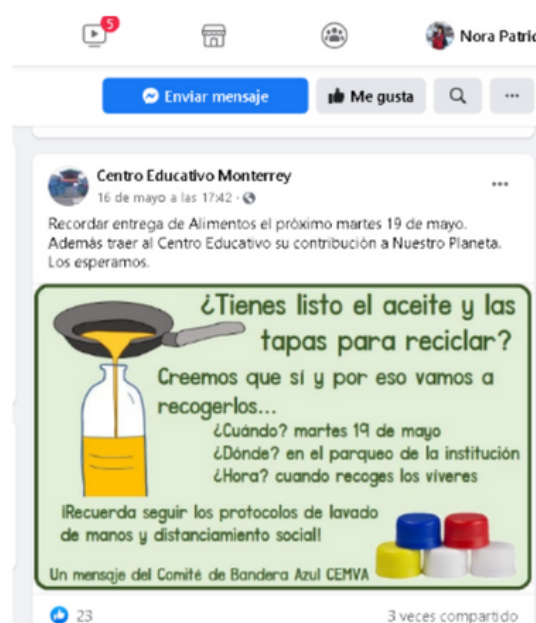 5
Nora Patric
Enviar mensaje
Me gusta
Centro Educativo Monterrey
16 de mayo a las 17:42 ·
Recordar entrega de Alimentos el próximo martes 19 de mayo.
Además traer al Centro Educativo su contribución a Nuestro Planeta.
Los esperamos.
¿Tienes listo el aceite y las
tapas para reciclar?
Creemos que sí y por eso vamos a
recogerlos...
¿Cuándo? martes 19 de mayo
¿Dónde? en el parqueo de la institución
¿Hora? cuando recoges los víveres
¡Recuerda seguir los protocolos de lavado
de manos y distanciamiento social!
Un mensaje del Comité de Bandera Azul CEMVA
23
3 veces compartido